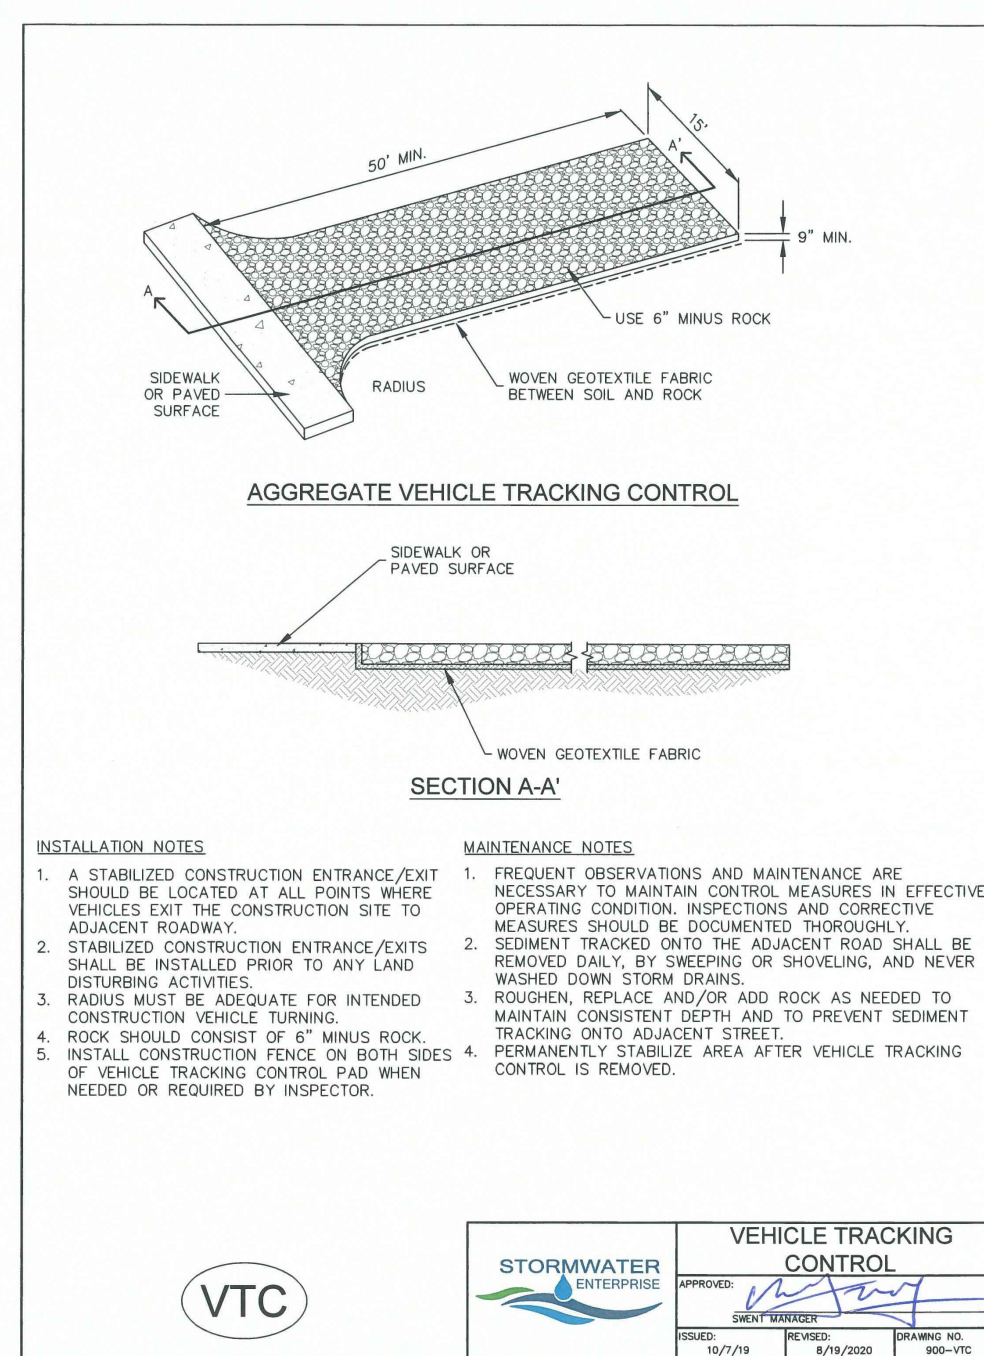 50' MIN.
15'
A'
9" MIN.
A
USE 6" MINUS ROCK
SIDEWALK
OR PAVED
SURFACE
RADIUS
WOVEN GEOTEXTILE FABRIC
BETWEEN SOIL AND ROCK
AGGREGATE VEHICLE TRACKING CONTROL
SIDEWALK OR
PAVED SURFACE
WOVEN GEOTEXTILE FABRIC
SECTION A-A'
INSTALLATION NOTES
1. A STABILIZED CONSTRUCTION ENTRANCE/EXIT
SHOULD BE LOCATED AT ALL POINTS WHERE
VEHICLES EXIT THE CONSTRUCTION SITE TO
ADJACENT ROADWAY.
2. STABILIZED CONSTRUCTION ENTRANCE/EXITS
SHALL BE INSTALLED PRIOR TO ANY LAND
DISTURBING ACTIVITIES.
3. RADIUS MUST BE ADEQUATE FOR INTENDED
CONSTRUCTION VEHICLE TURNING.
4. ROCK SHOULD CONSIST OF 6" MINUS ROCK.
5. INSTALL CONSTRUCTION FENCE ON BOTH SIDES
OF VEHICLE TRACKING CONTROL PAD WHEN
NEEDED OR REQUIRED BY INSPECTOR.
MAINTENANCE NOTES
1. FREQUENT OBSERVATIONS AND MAINTENANCE ARE
NECESSARY TO MAINTAIN CONTROL MEASURES IN EFFECTIVE
OPERATING CONDITION. INSPECTIONS AND CORRECTIVE
MEASURES SHOULD BE DOCUMENTED THOROUGHLY.
2. SEDIMENT TRACKED ONTO THE ADJACENT ROAD SHALL BE
REMOVED DAILY, BY SWEEPING OR SHOVELING, AND NEVER
WASHED DOWN STORM DRAINS.
3. ROUGHEN, REPLACE AND/OR ADD ROCK AS NEEDED TO
MAINTAIN CONSISTENT DEPTH AND TO PREVENT SEDIMENT
TRACKING ONTO ADJACENT STREET.
4. PERMANENTLY STABILIZE AREA AFTER VEHICLE TRACKING
CONTROL IS REMOVED.
VTC
STORMWATER
ENTERPRISE
VEHICLE TRACKING
CONTROL
APPROVED:
SWENT MANAGER
ISSUED:
10/7/19
REVISED:
8/19/2020
DRAWING NO.
900-VTC